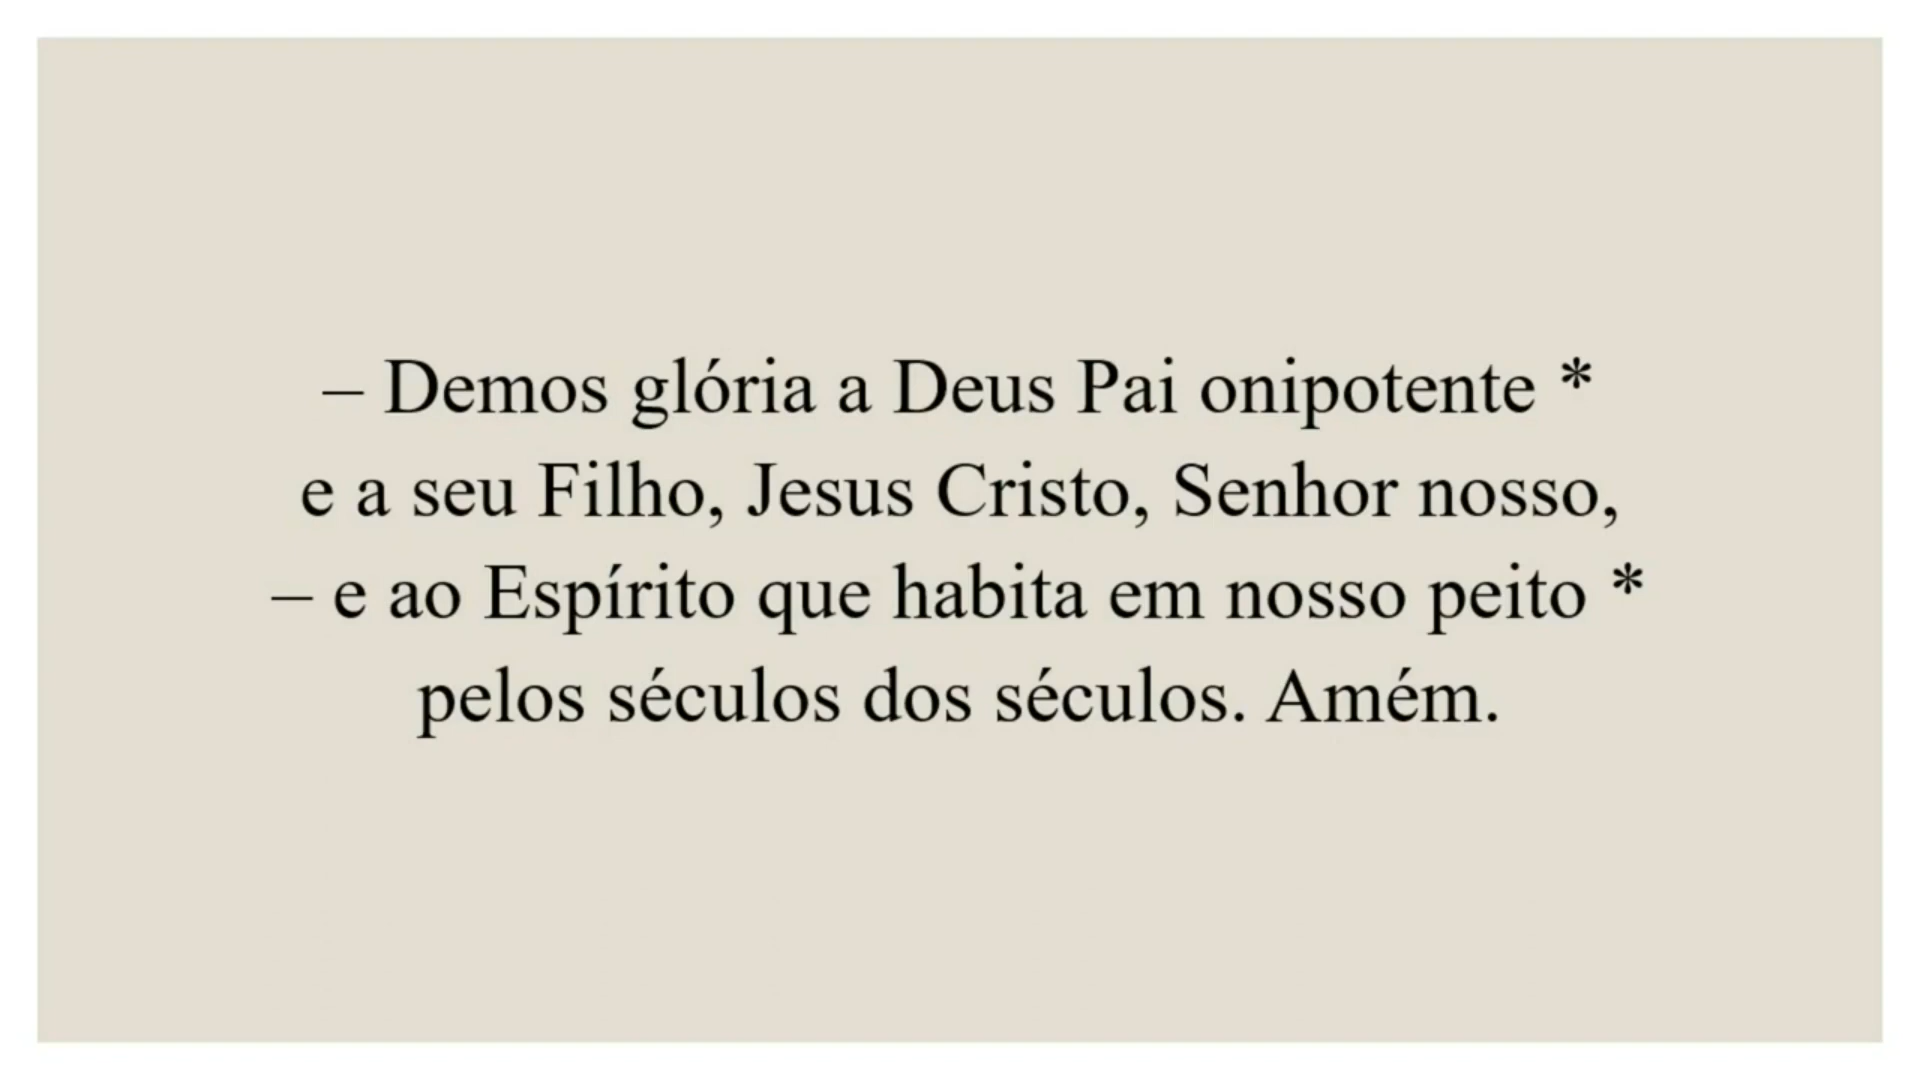 – Demos glória a Deus Pai onipotente *
e a seu Filho, Jesus Cristo, Senhor nosso,
– e ao Espírito que habita em nosso peito *
pelos séculos dos séculos. Amém.